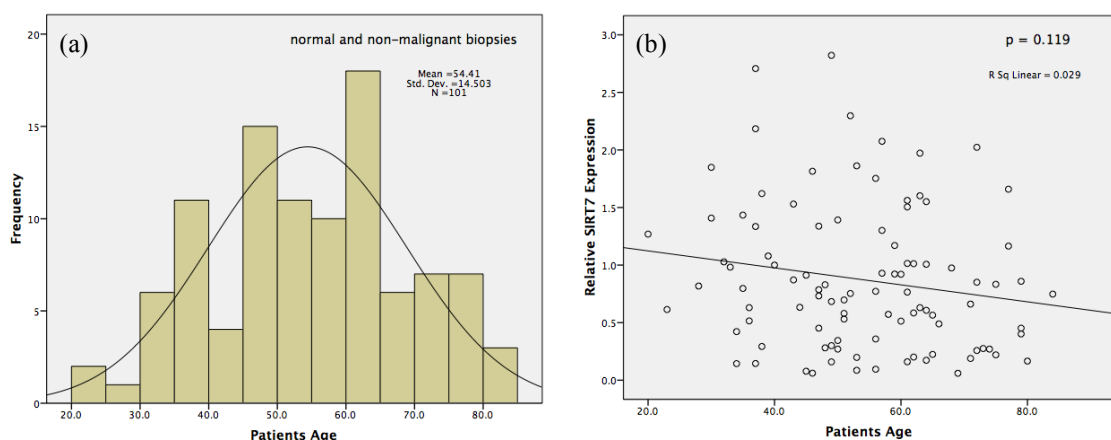 (a)
normal and non-malignant biopsies
Mean =54.41
Std. Dev. =14.503
N =101
Frequency
20
15
10
5
0
20.0 30.0 40.0 50.0 60.0 70.0 80.0
Patients Age
(b)
p = 0.119
R Sq Linear = 0.029
Relative SIRT7 Expression
3.0
2.5
2.0
1.5
1.0
0.5
0.0
20.0 40.0 60.0 80.0
Patients Age